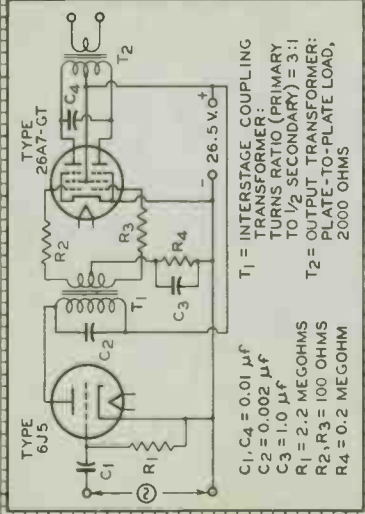 TYPE
6J5
TYPE
26A7-GT
C1
R1
C2
T1
R2
R3
C3
R4
C4
T2
- 26.5 V. +
C1, C4 = 0.01 µf
C2 = 0.002 µf
C3 = 1.0 µf
R1 = 2.2 MEGOHMS
R2, R3 = 100 OHMS
R4 = 0.2 MEGOHM
T1 = INTERSTAGE COUPLING
TRANSFORMER:
TURNS RATIO (PRIMARY
TO 1/2 SECONDARY) = 3:1
T2 = OUTPUT TRANSFORMER:
PLATE-TO-PLATE LOAD,
2000 OHMS